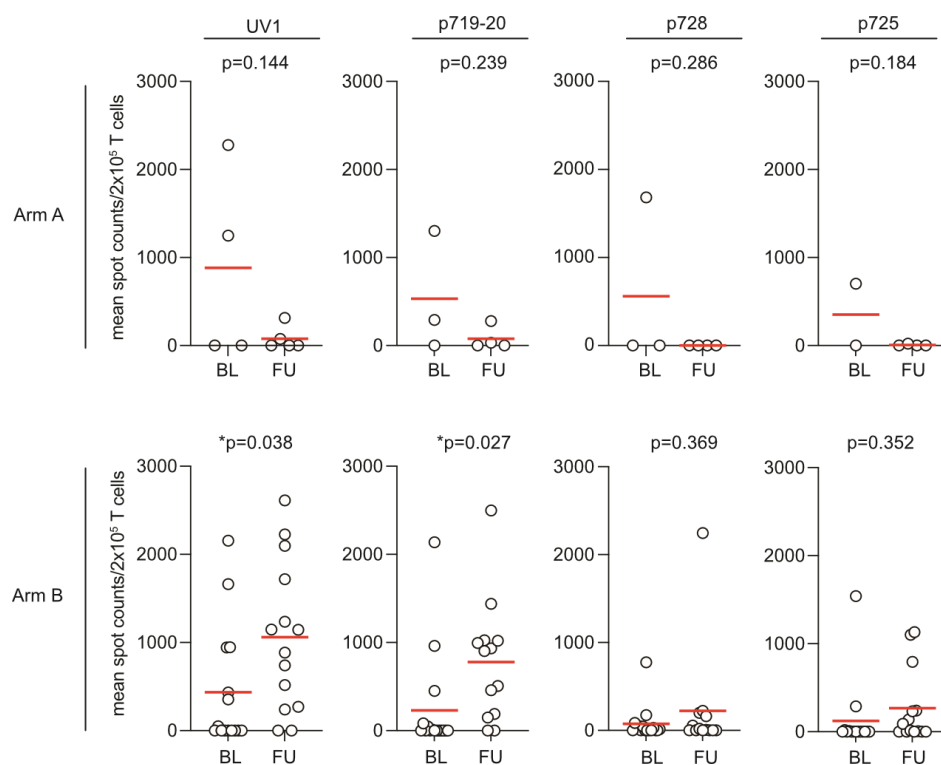 UV1 p719-20 p728 p725
p=0.144 p=0.239 p=0.286 p=0.184
Arm A
mean spot counts/2x10⁵ T cells
3000 3000 3000 3000
2000 2000 2000 2000
1000 1000 1000 1000
0 0 0 0
BL FU BL FU BL FU BL FU
*p=0.038 *p=0.027 p=0.369 p=0.352
Arm B
mean spot counts/2x10⁵ T cells
3000 3000 3000 3000
2000 2000 2000 2000
1000 1000 1000 1000
0 0 0 0
BL FU BL FU BL FU BL FU